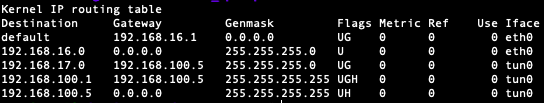 Kernel IP routing table
Destination     Gateway         Genmask         Flags Metric Ref    Use Iface
default         192.168.16.1    0.0.0.0         UG    0      0        0 eth0
192.168.16.0    0.0.0.0         255.255.255.0   U     0      0        0 eth0
192.168.17.0    192.168.100.5   255.255.255.0   UG    0      0        0 tun0
192.168.100.1   192.168.100.5   255.255.255.255 UGH   0      0        0 tun0
192.168.100.5   0.0.0.0         255.255.255.255 UH    0      0        0 tun0